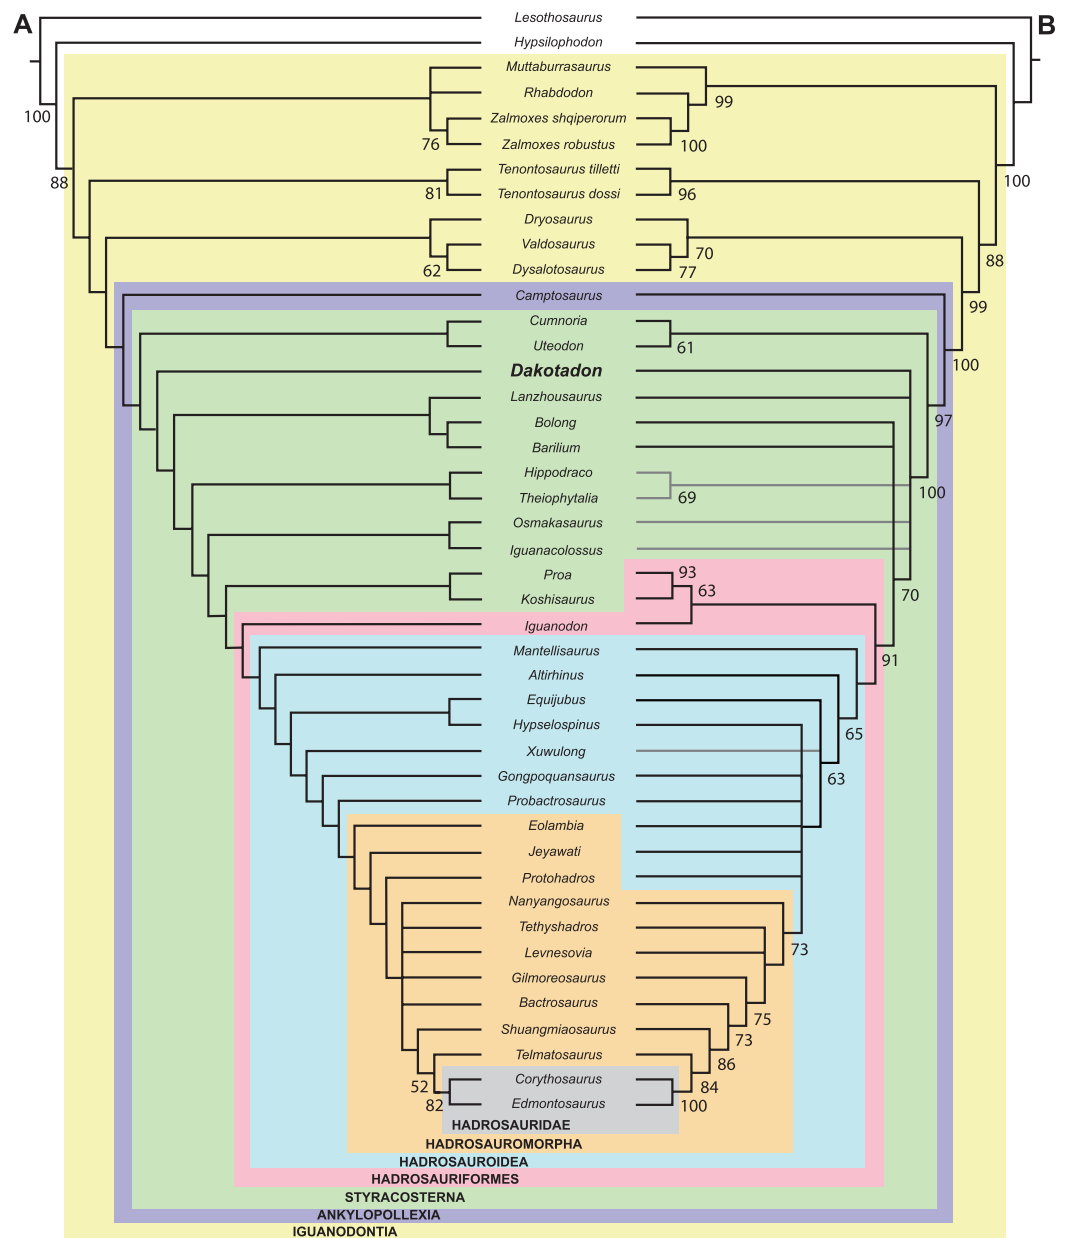 A
Lesothosaurus
B
Hypsilophodon
Muttaburrasaurus
Rhabdodon
99
100
Zalmoxes shqiperorum
76
Zalmoxes robustus
100
Tenontosaurus tilletti
88
100
81
Tenontosaurus dossi
96
Dryosaurus
Valdosaurus
70
88
62
Dysalotosaurus
77
Camptosaurus
99
Cumnoria
Uteodon
61
100
Dakotadon
Lanzhousaurus
Bolong
97
Barilium
Hippodraco
100
Theiophytalia
69
Osmakasaurus
Iguanacolossus
Proa
93
63
70
Koshisaurus
Iguanodon
Mantellisaurus
91
Altirhinus
Equijubus
Hypselospinus
65
Xuwulong
Gongpoquansaurus
63
Probactrosaurus
Eolambia
Jeyawati
Protohadros
Nanyangosaurus
Tethyshadros
Levnesovia
73
Gilmoreosaurus
Bactrosaurus
75
Shuangmiaosaurus
73
Telmatosaurus
86
52
Corythosaurus
84
82
Edmontosaurus
100
HADROSAURIDAE
HADROSAUROMORPHA
HADROSAUROIDEA
HADROSAURIFORMES
STYRACOSTERNA
ANKYLOPOLLEXIA
IGUANODONTIA